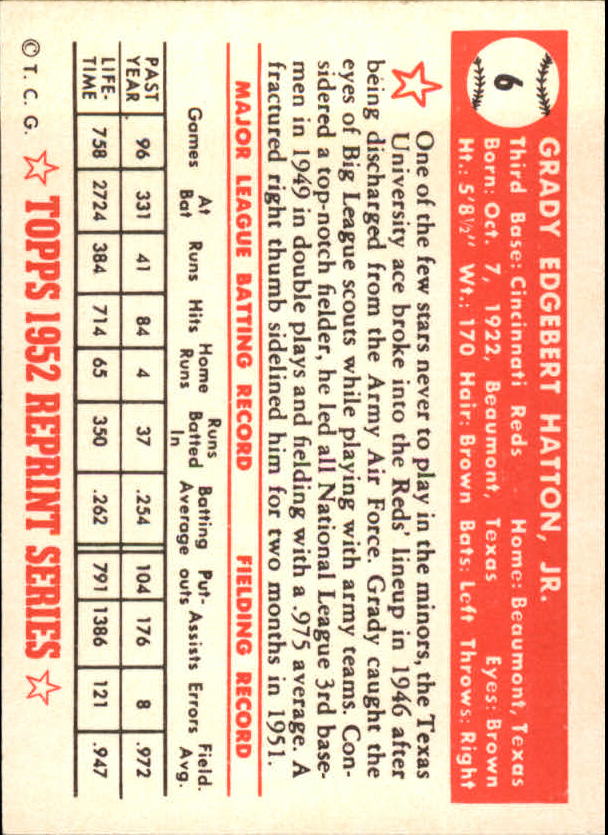 6
GRADY EDGEBERT HATTON, JR.
Third Base: Cincinnati Reds Home: Beaumont, Texas
Born: Oct. 7, 1922, Beaumont, Texas Eyes: Brown
Ht.: 5'8½" Wt.: 170 Hair: Brown Bats: Left Throws: Right
One of the few stars never to play in the minors, the Texas
University ace broke into the Reds' lineup in 1946 after
being discharged from the Army Air Force. Grady caught the
eyes of Big League scouts while playing with army teams. Con-
sidered a top-notch fielder, he led all National League 3rd base-
men in 1949 in double plays and fielding with a .975 average. A
fractured right thumb sidelined him for two months in 1951.
MAJOR LEAGUE BATTING RECORD FIELDING RECORD
Games At Bat Runs Hits Home Runs Runs Batted In Batting Average Put-outs Assists Errors Field. Avg.
PAST YEAR 96 331 41 84 4 37 .254 104 176 8 .972
LIFE-TIME 758 2724 384 714 65 350 .262 791 1386 121 .947
© T. C. G. TOPPS 1952 REPRINT SERIES